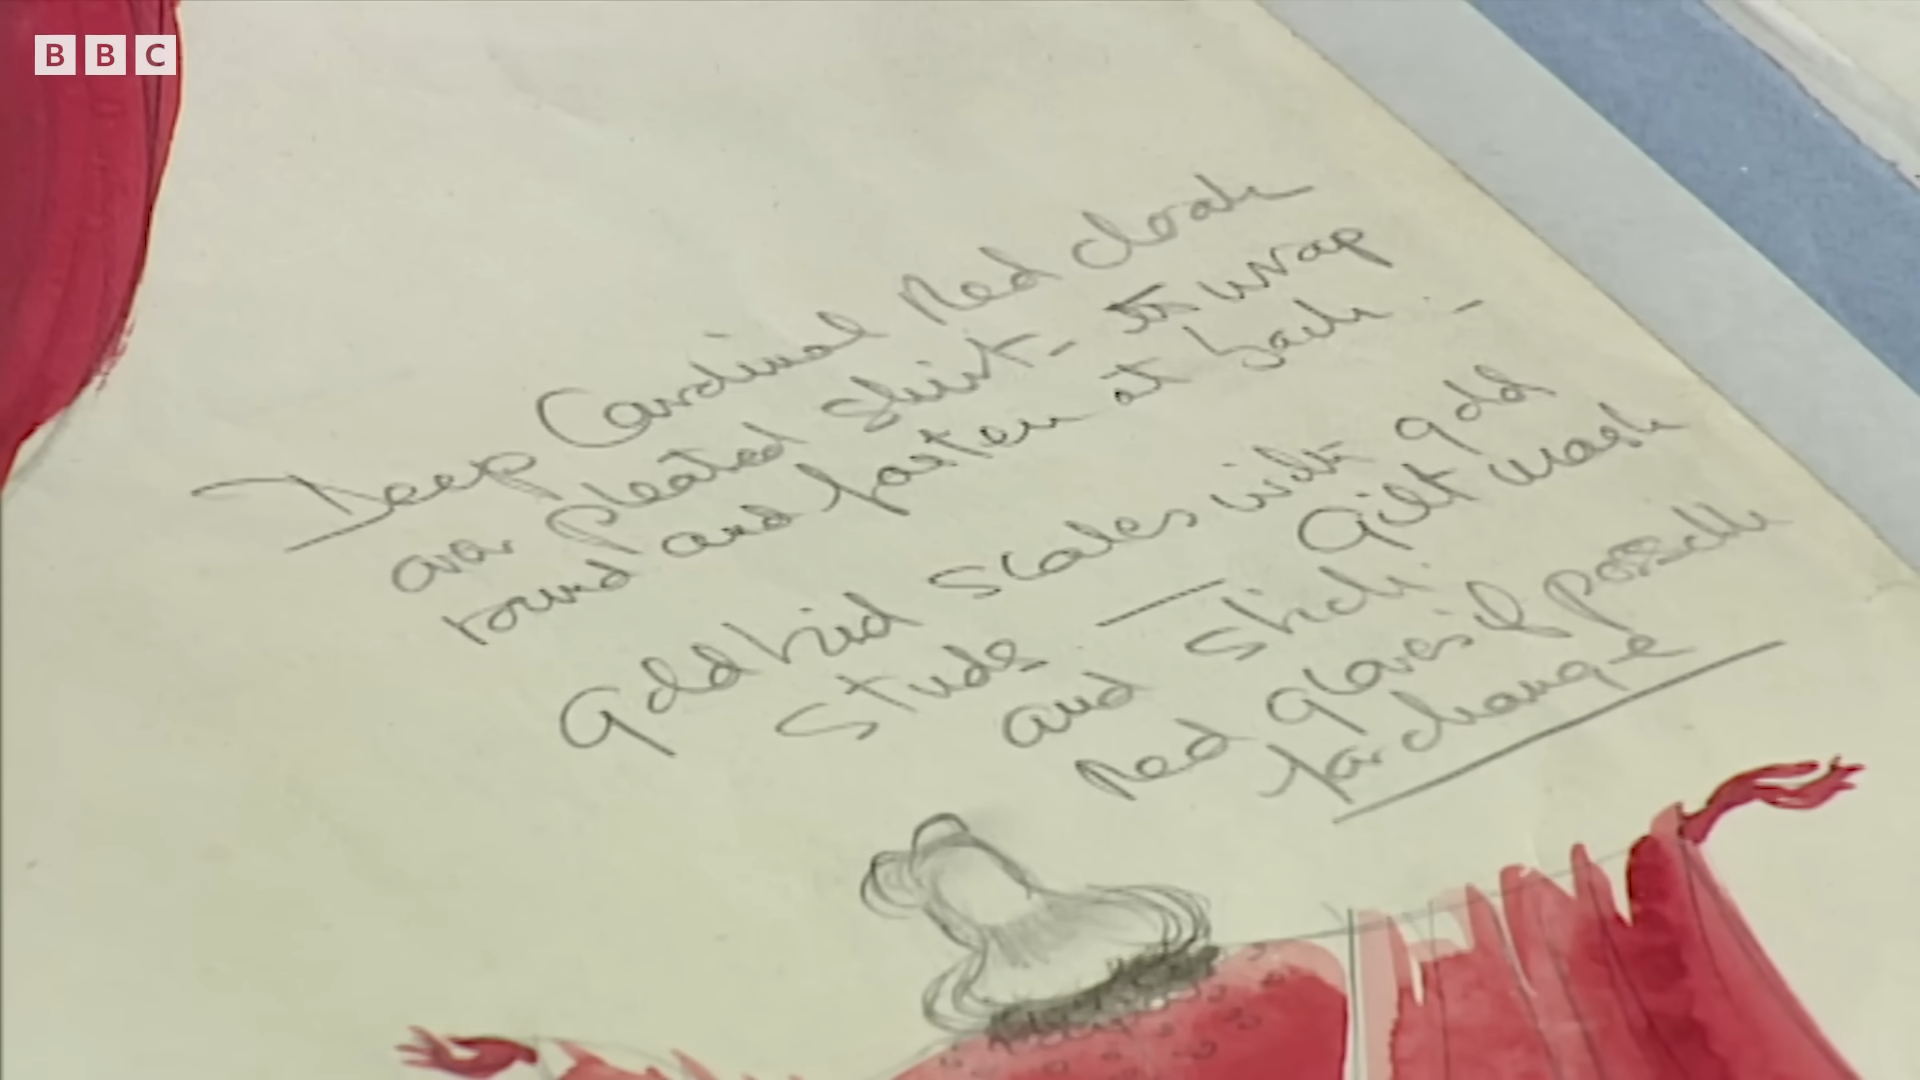 BBC
Deep Cardinal Red cloak
over pleated skirt - to wrap
round and fasten at back -
Gold kid scales with gold
studs — Gilt mask
and stick.
Red gloves if possible
for change